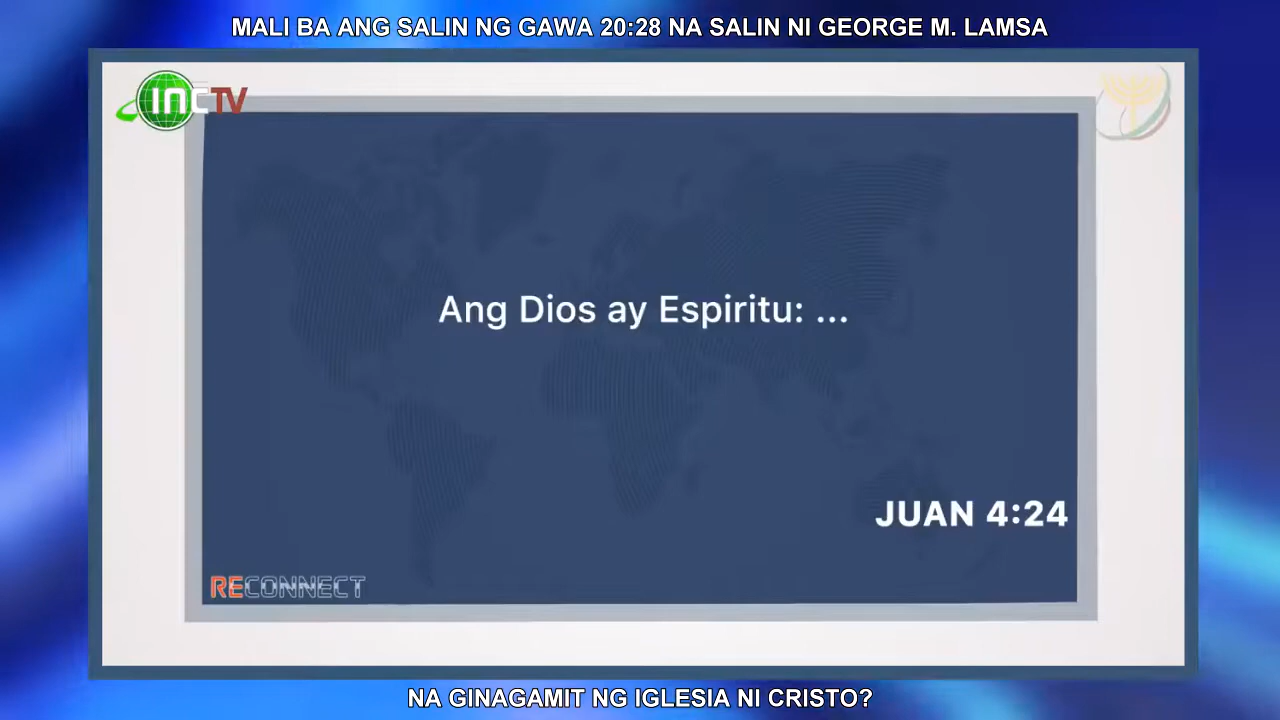 MALI BA ANG SALIN NG GAWA 20:28 NA SALIN NI GEORGE M. LAMSA
INCTV
Ang Dios ay Espiritu: ...
JUAN 4:24
RECONNECT
NA GINAGAMIT NG IGLESIA NI CRISTO?